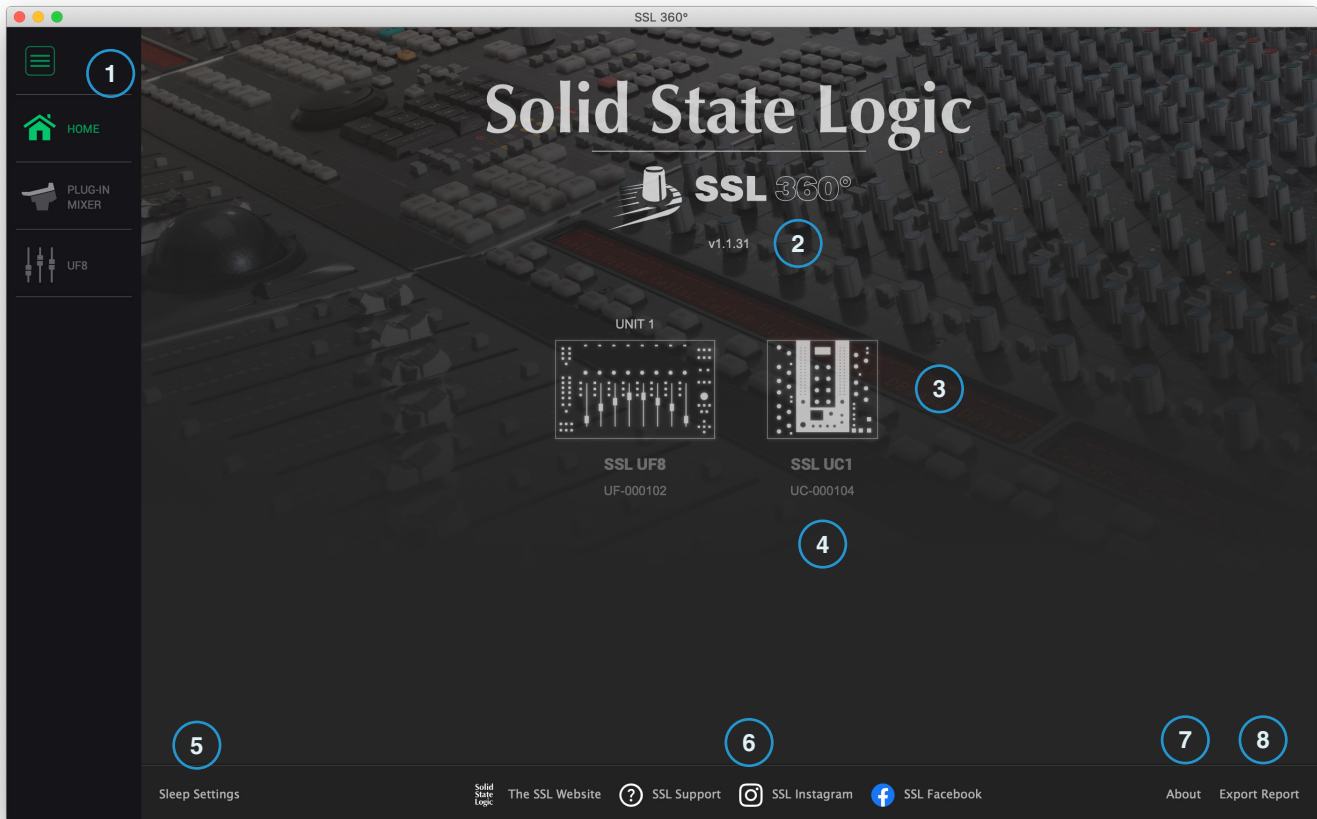 SSL 360°
1
HOME
PLUG-IN
MIXER
UF8
Solid State Logic
SSL 360°
v1.1.31
2
UNIT 1
3
SSL UF8
SSL UC1
UF-000102
UC-000104
4
5
6
7
8
Sleep Settings
Solid
State
Logic
The SSL Website
? SSL Support
SSL Instagram
SSL Facebook
About
Export Report